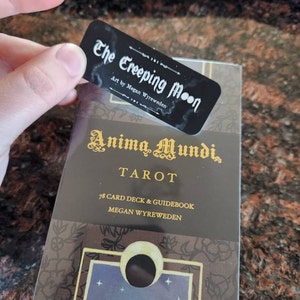 The Creeping Moon
Art by Megan Wyreweden
Anima Mundi
TAROT
78 CARD DECK & GUIDEBOOK
MEGAN WYREWEDEN